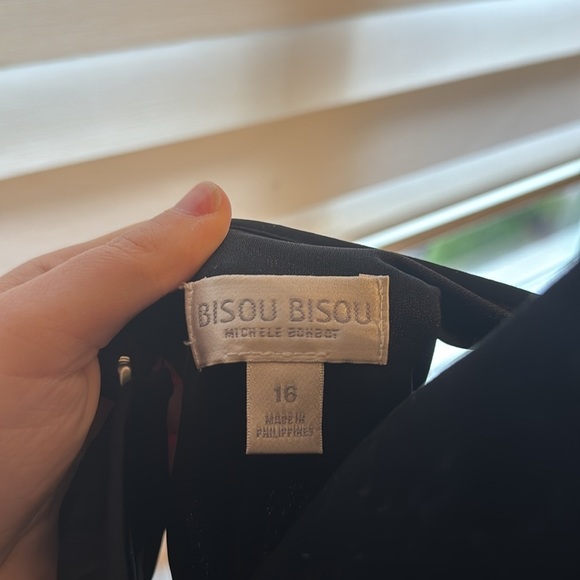 BISOU BISOU
MICHELE BOHBOT
16
MADE IN
PHILIPPINES